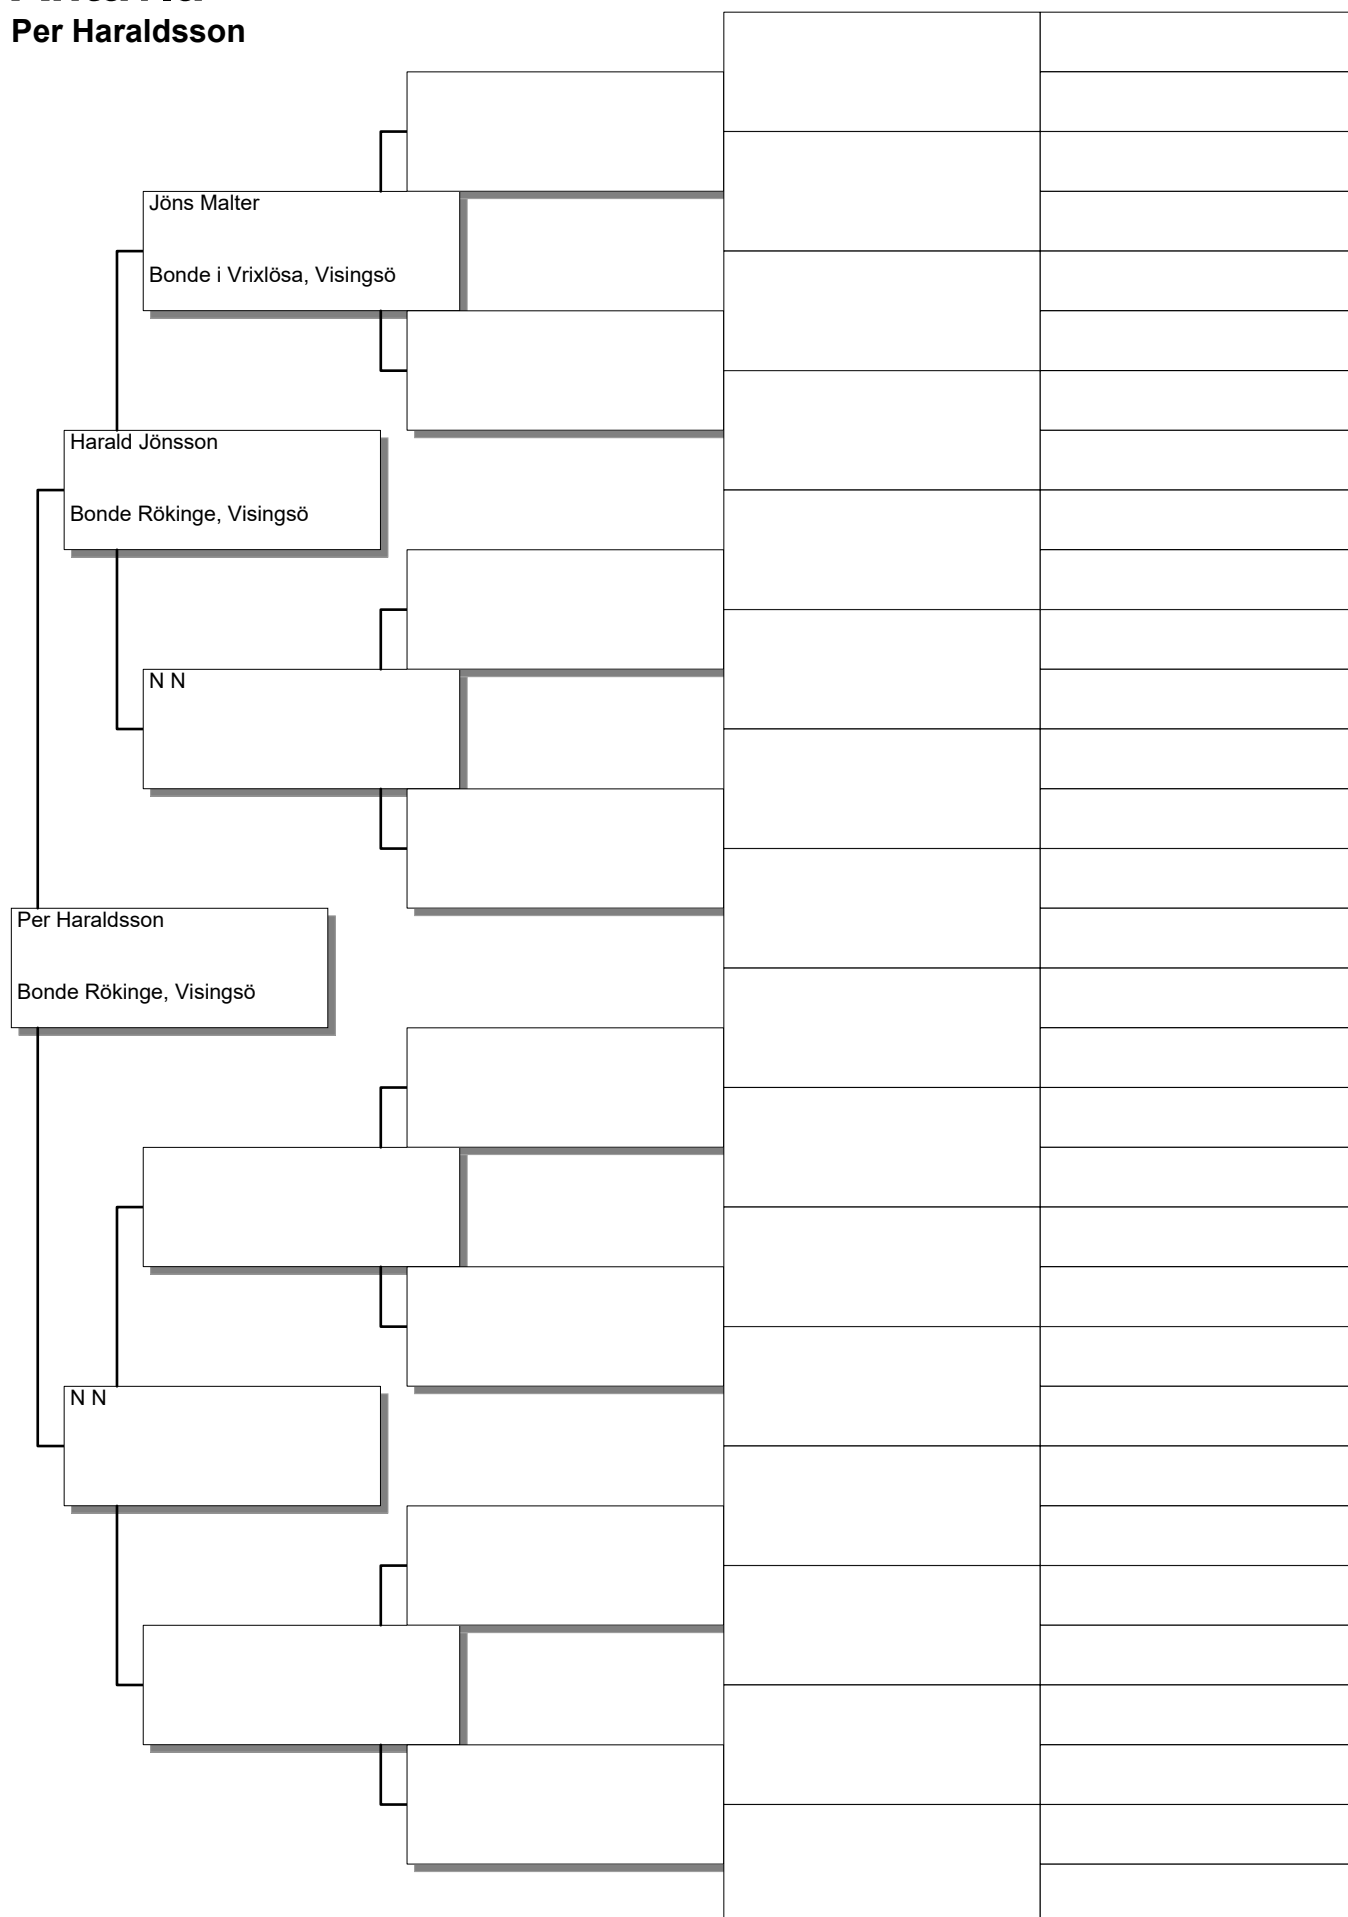 Per Haraldsson
Jöns Malter
Bonde i Vrixlösa, Visingsö
Harald Jönsson
Bonde Rökinge, Visingsö
N N
Per Haraldsson
Bonde Rökinge, Visingsö
N N